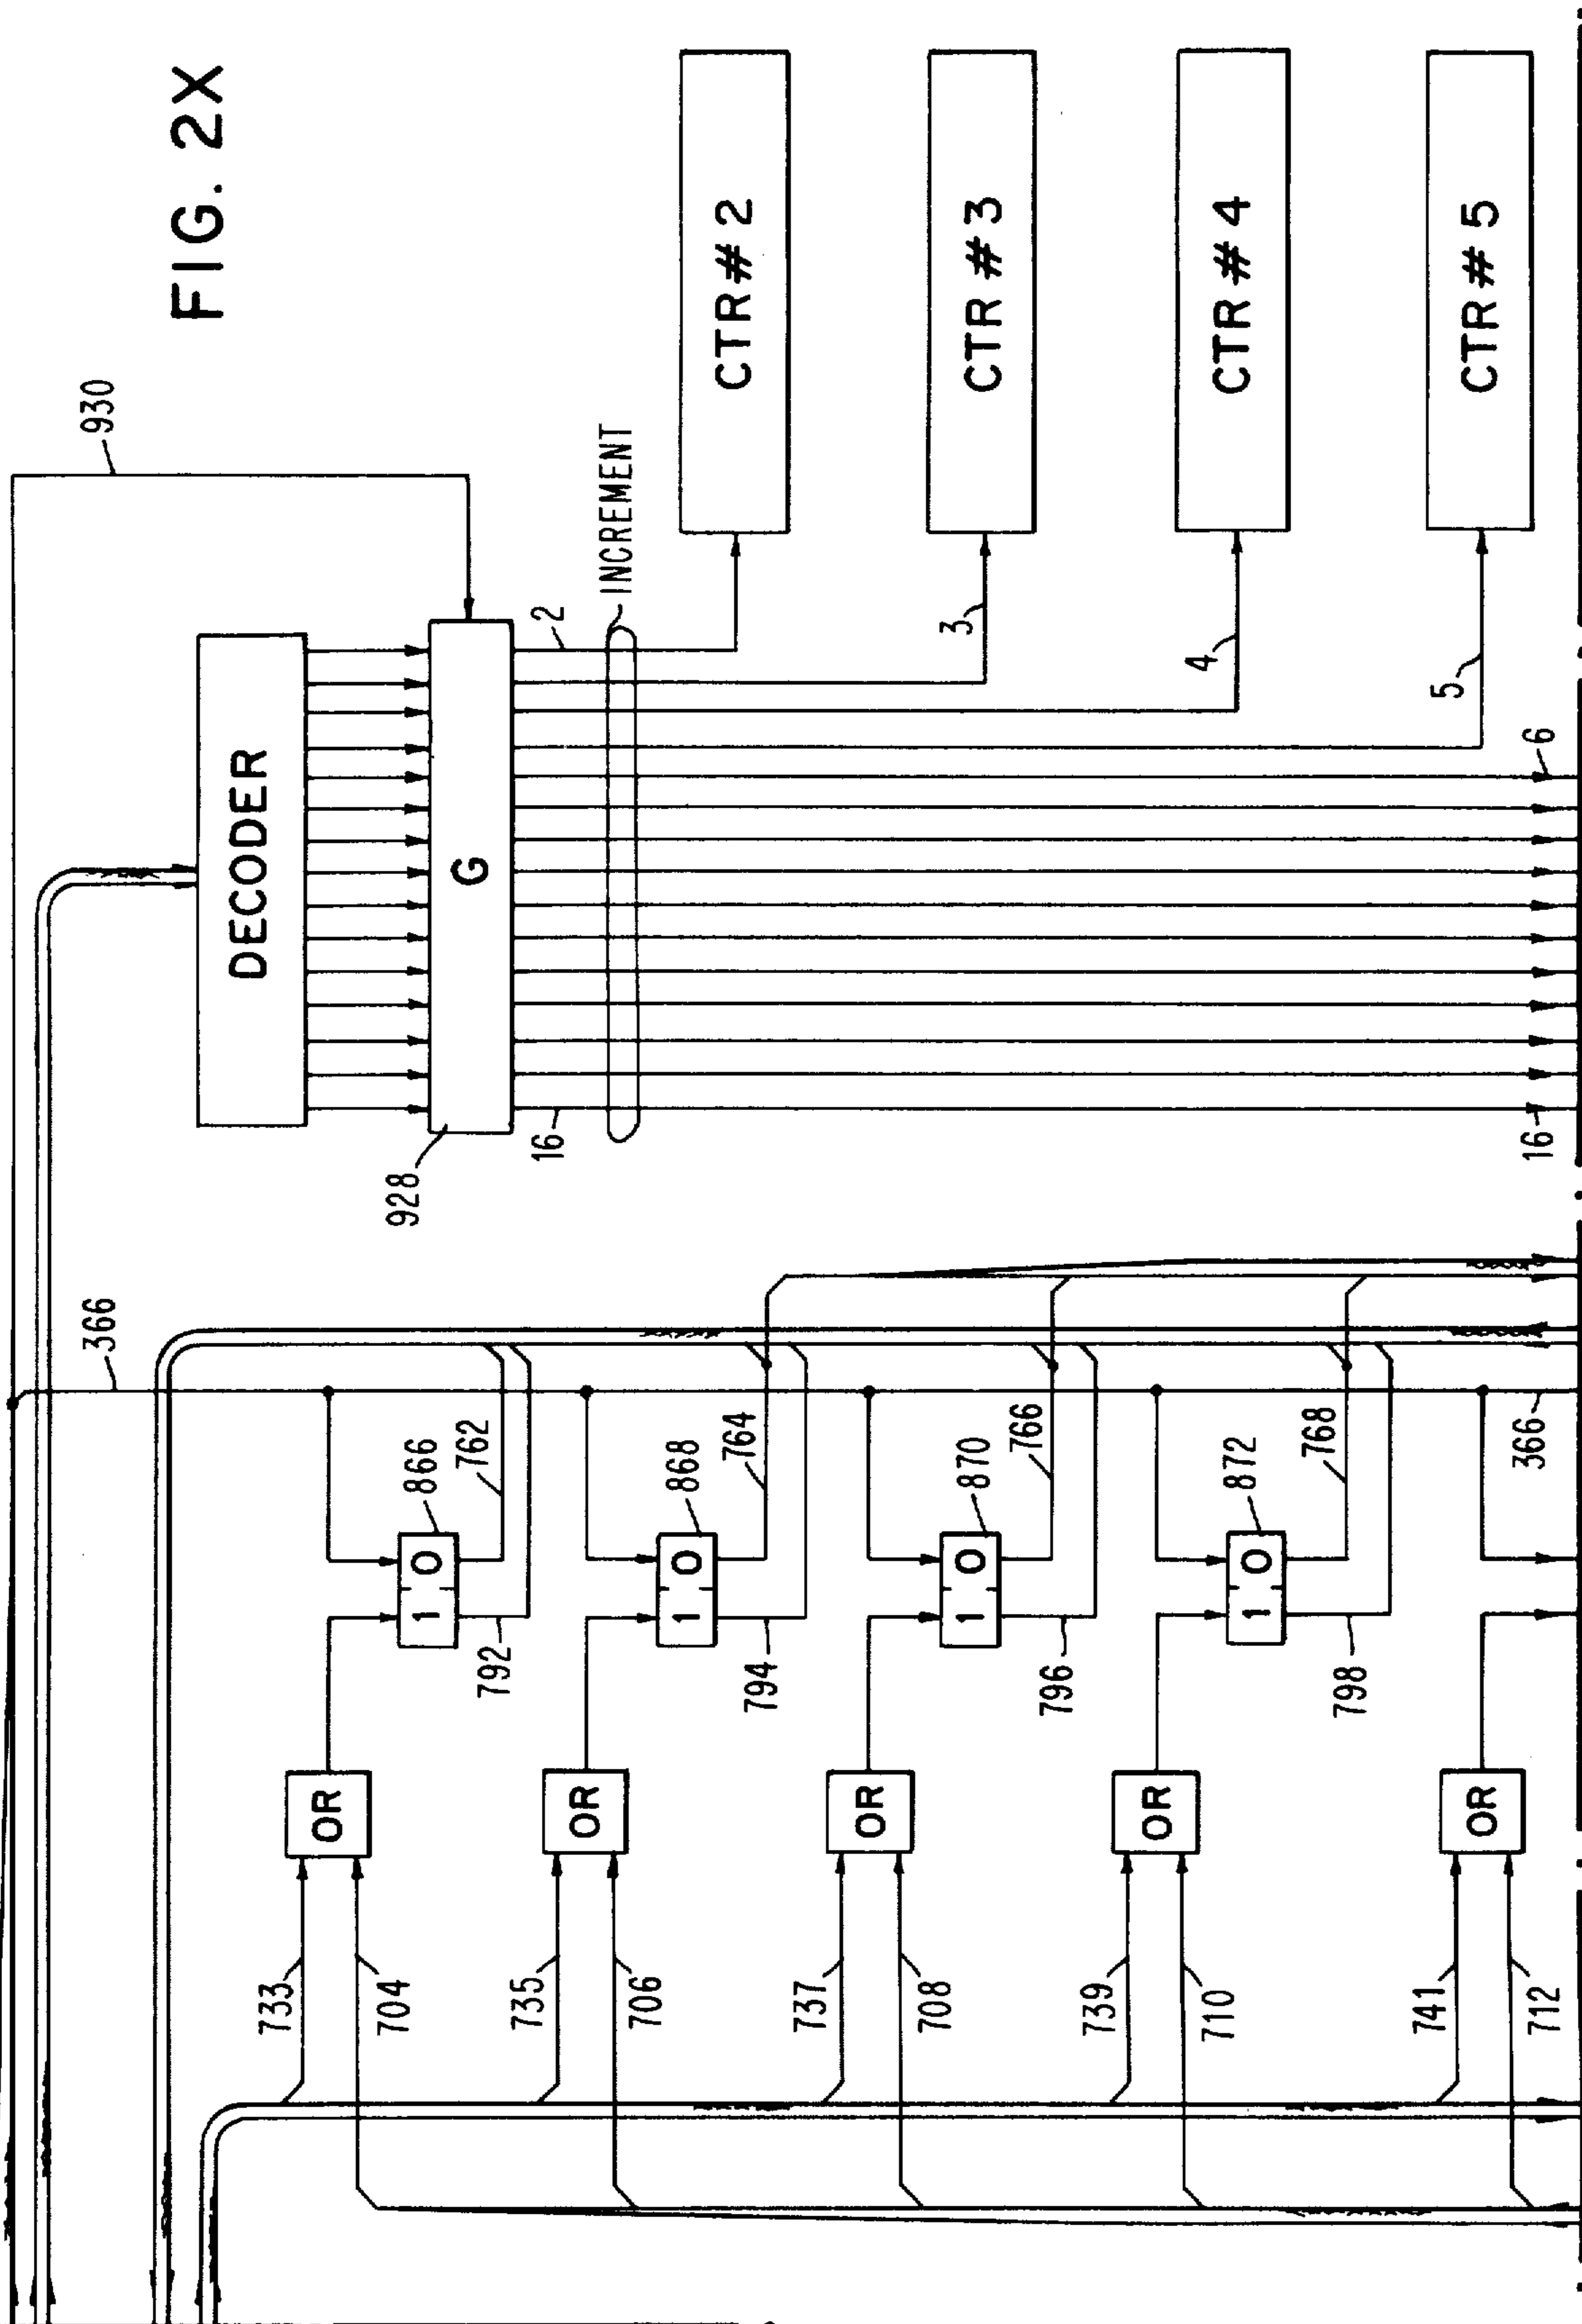 FIG. 2X
930
DECODER
G
928
INCREMENT
2
3
4
5
6
16
16
CTR#2
CTR #3
CTR #4
CTR #5
366
733
704
OR
1 0
866
762
792
735
706
OR
1 0
868
764
794
737
708
OR
1 0
870
766
796
739
710
OR
1 0
872
768
798
741
712
OR
366